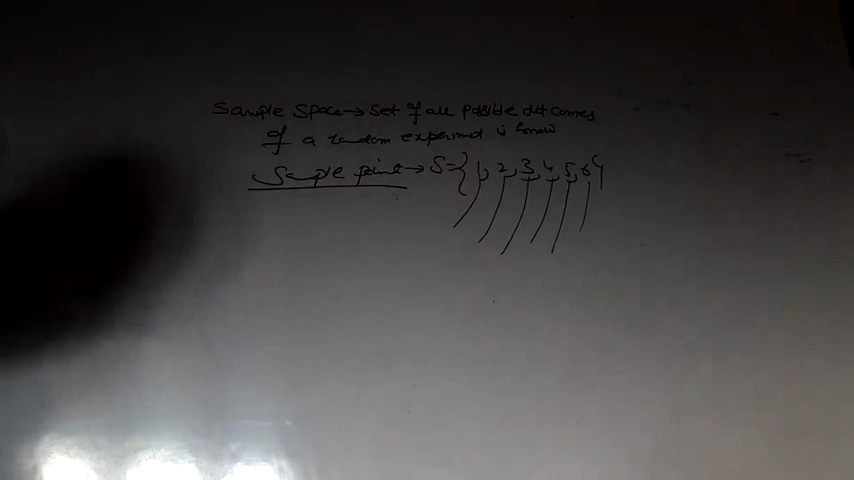 Sample Space → Set of all possible outcomes
of a random experiment is known
Sample point → S = {1, 2, 3, 4, 5, 6}